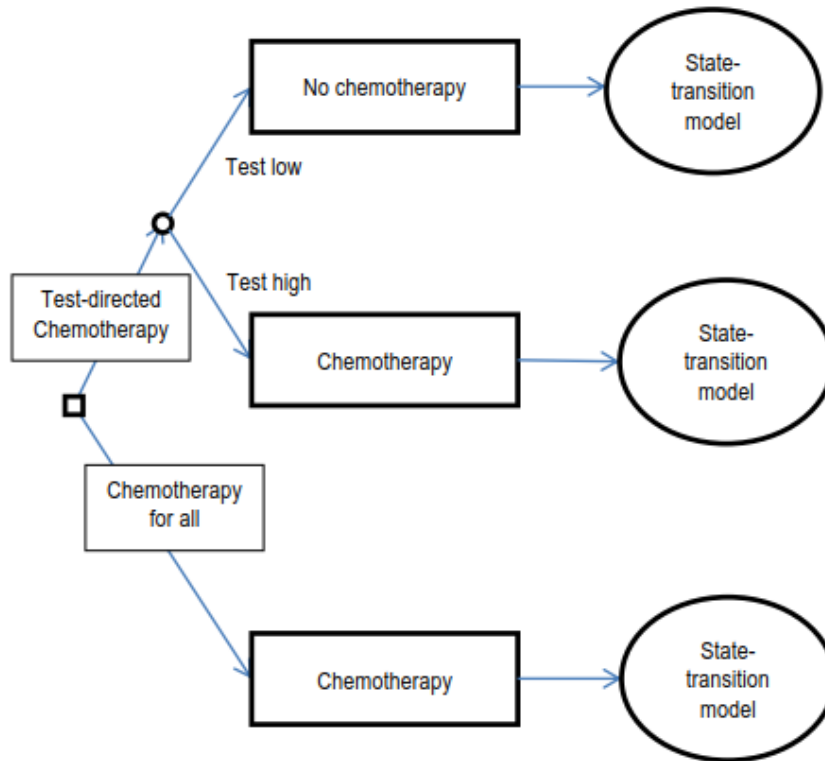 No chemotherapy
State-
transition
model
Test low
Test high
Test-directed
Chemotherapy
Chemotherapy
State-
transition
model
Chemotherapy
for all
Chemotherapy
State-
transition
model